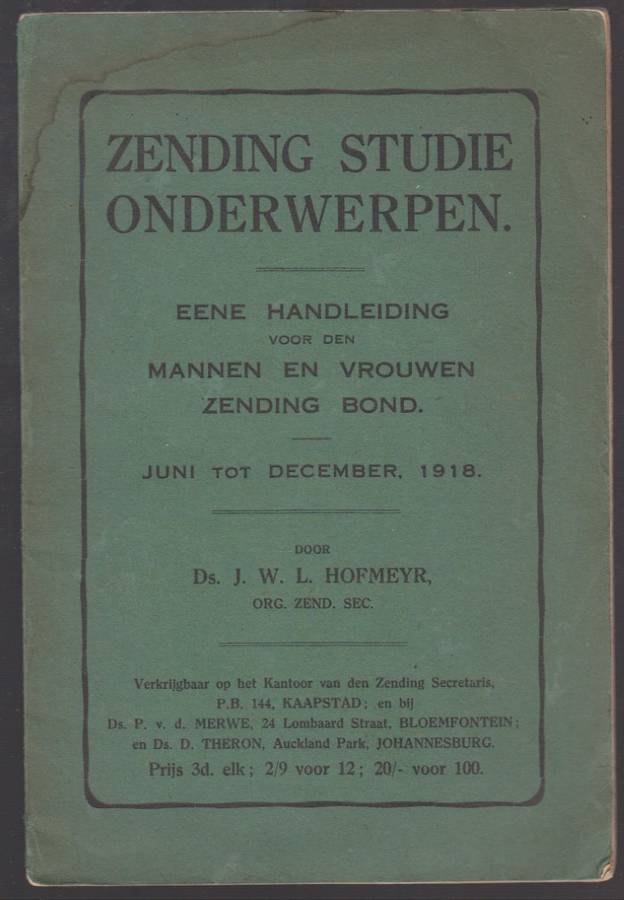 ZENDING STUDIE
ONDERWERPEN.
EENE HANDLEIDING
VOOR DEN
MANNEN EN VROUWEN
ZENDING BOND.
JUNI TOT DECEMBER, 1918.
DOOR
Ds. J. W. L. HOFMEYR,
ORG. ZEND. SEC.
Verkrijgbaar op het Kantoor van den Zending Secretaris,
P.B. 144, KAAPSTAD; en bij
Ds. P. v. d. MERWE, 24 Lombaard Straat, BLOEMFONTEIN;
en Ds. D. THERON, Auckland Park, JOHANNESBURG.
Prijs 3d. elk; 2/9 voor 12; 20/- voor 100.